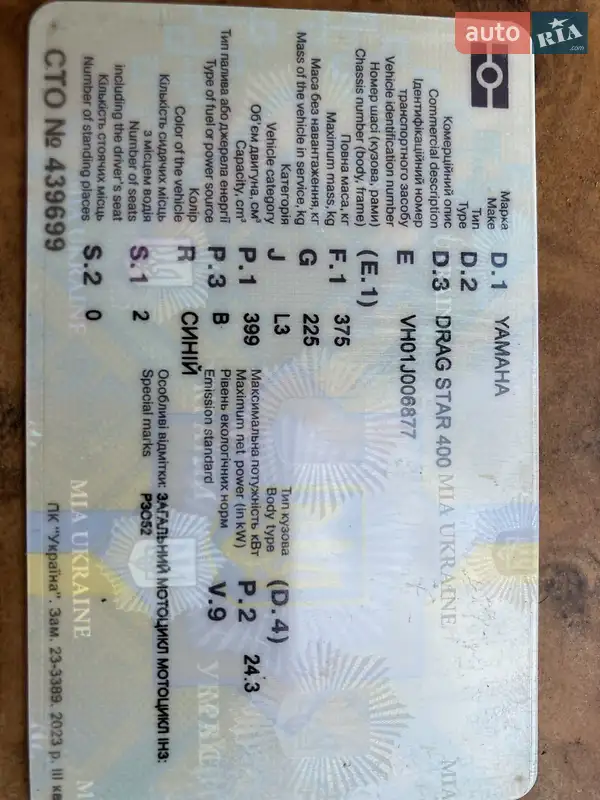 auto RIA
.com
Марка
Make
D.1 YAMAHA
Тип
Type
D.2
Комерційний опис
Commercial description
D.3 DRAG STAR 400
Ідентифікаційний номер
транспортного засобу
Vehicle identification number
E VH01J006877
Номер шасі (кузова, рами)
Chassis number (body, frame)
(E.1)
Повна маса, кг
Maximum mass, kg
F.1 375
Маса без навантаження, кг
Mass of the vehicle in service, kg
G 225
Категорія
Vehicle category
J L3
Тип кузова
Body type
(D.4)
Об'єм двигуна, см³
Capacity, cm³
P.1 399
Максимальна потужність кВт
Maximum net power (in kW)
P.2 24.3
Тип палива або джерела енергії
Type of fuel or power source
P.3 B
Рівень екологічних норм
Emission standard
V.9
Колір
Color of the vehicle
R СИНІЙ
Кількість сидячих місць
з місцем водія
Number of seats
including the driver's seat
S.1 2
Особливі відмітки: ЗАГАЛЬНИЙ МОТОЦИКЛ МОТОЦИКЛ ІНЗ:
Special marks РЗО52
Кількість стоячих місць
Number of standing places
S.2 0
СТО № 439699
ПК "Україна". Зам. 23-3389. 2023 р. III кв
MIA UKRAINE
MIA UKRAINE
MIA UKRAINE